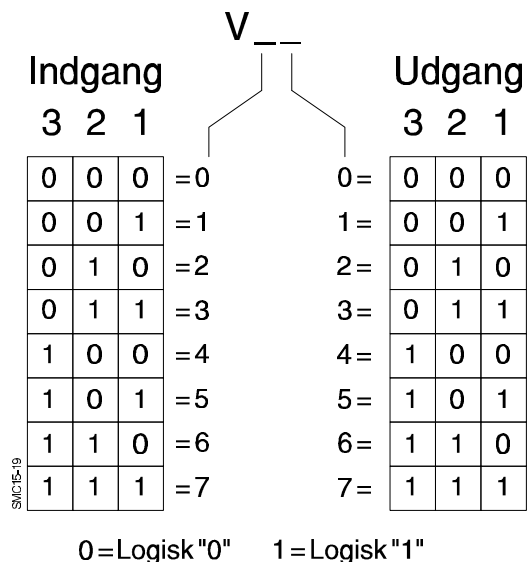 V_ _
Indgang Udgang
3 2 1 3 2 1
0 0 0 =0 0= 0 0 0
0 0 1 =1 1= 0 0 1
0 1 0 =2 2= 0 1 0
0 1 1 =3 3= 0 1 1
1 0 0 =4 4= 1 0 0
1 0 1 =5 5= 1 0 1
1 1 0 =6 6= 1 1 0
1 1 1 =7 7= 1 1 1
SMC15-19
0=Logisk "0" 1=Logisk "1"